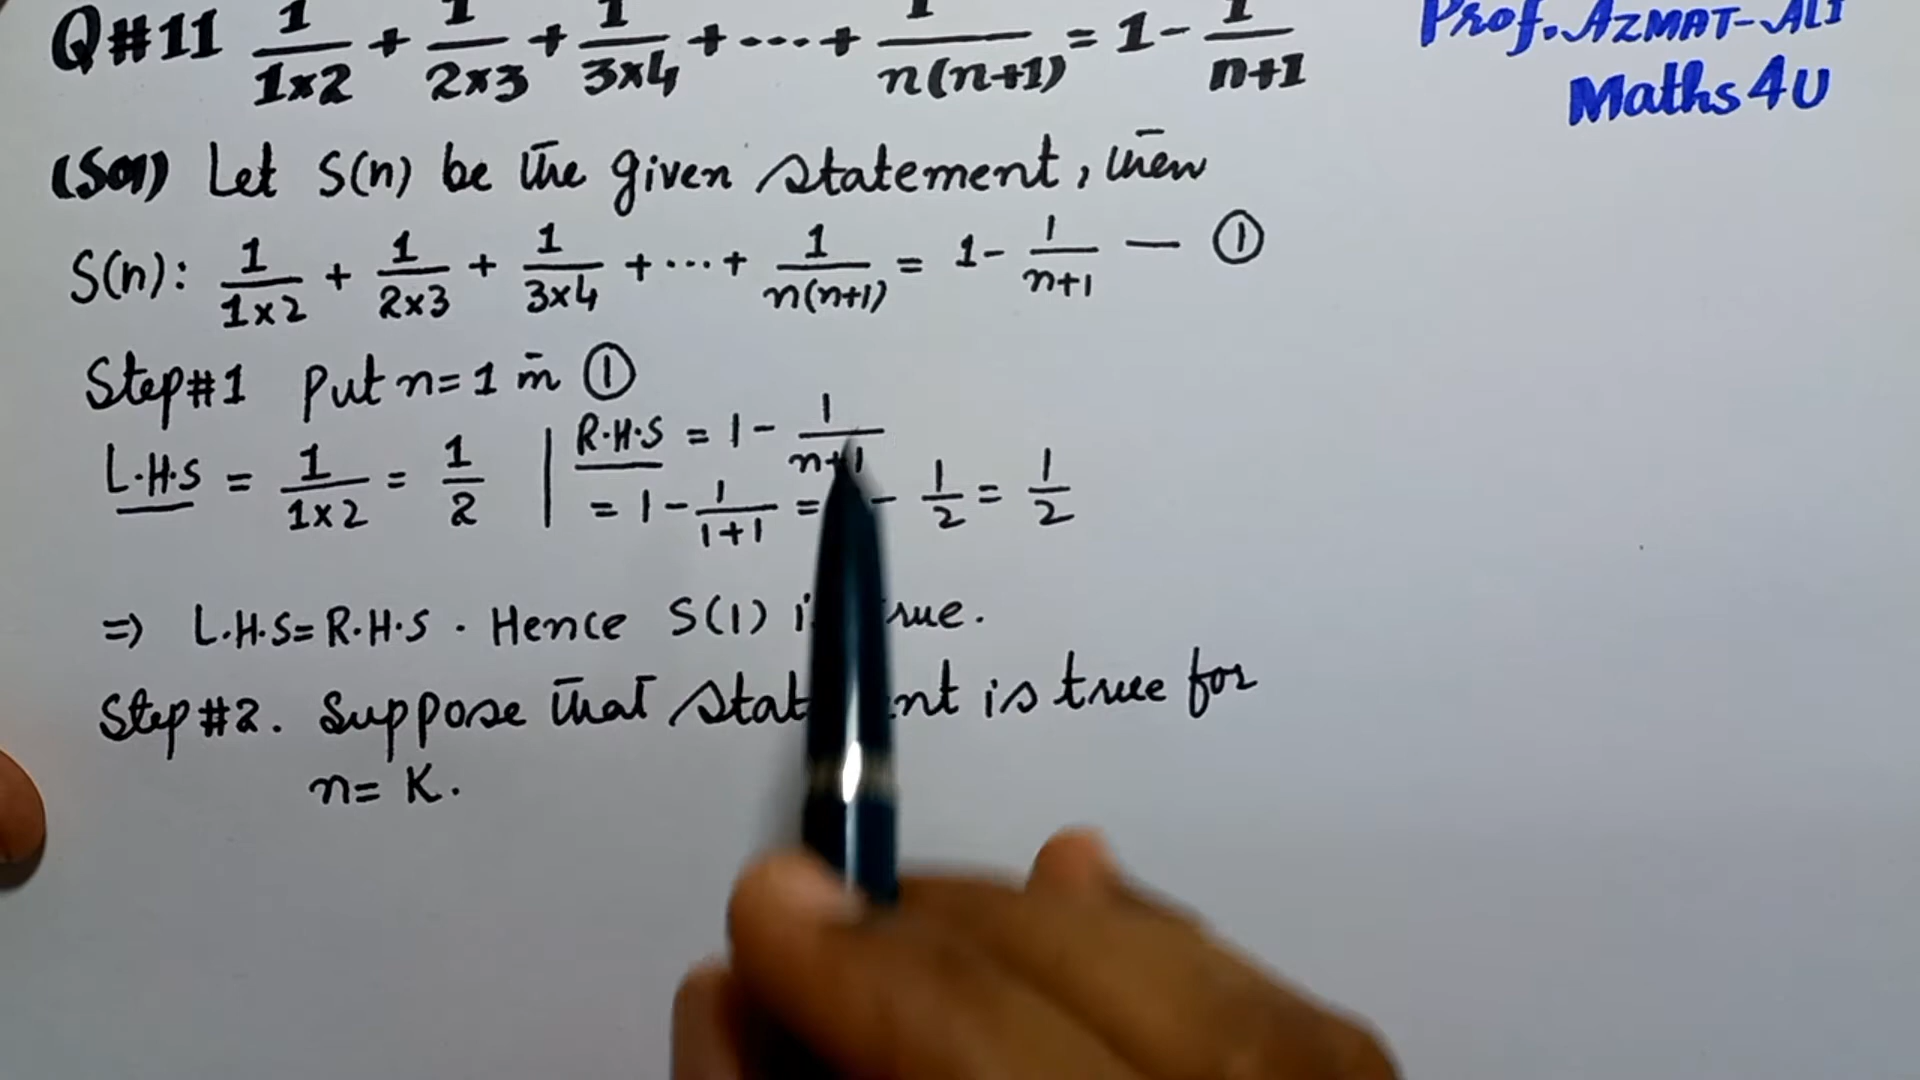 Q#11 1/1×2 + 1/2×3 + 1/3×4 + ... + 1/n(n+1) = 1 - 1/n+1
Prof. AZMAT-ALI
Maths 4U
(Sol) Let S(n) be the given statement, then
S(n): 1/1×2 + 1/2×3 + 1/3×4 + ... + 1/n(n+1) = 1 - 1/n+1 — ①
Step#1 Put n=1 in ①
L.H.S = 1/1×2 = 1/2 | R.H.S = 1 - 1/n+1
= 1 - 1/1+1 = - 1/2 = 1/2
⇒ L.H.S = R.H.S. Hence S(1) is true.
Step #2. Suppose that statement is true for
n = K.